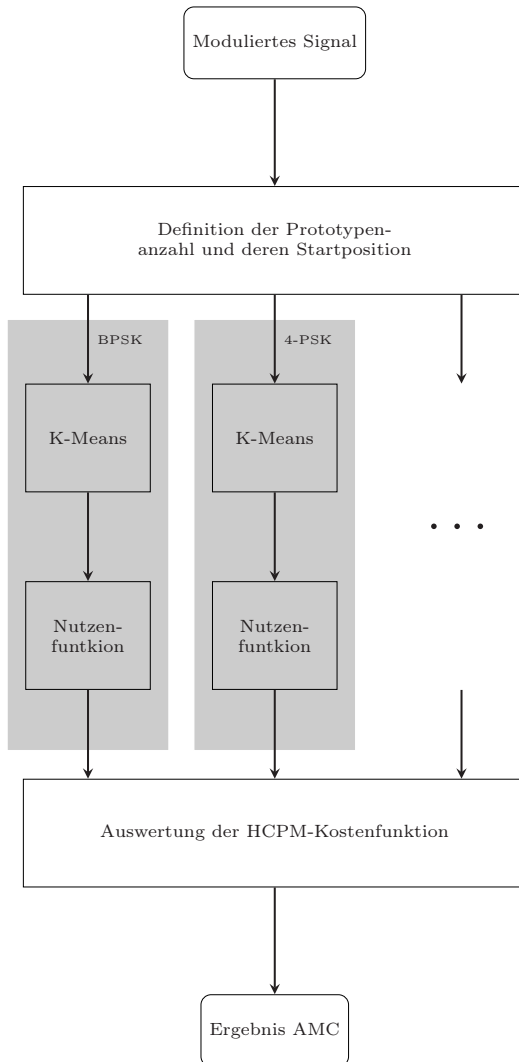 Moduliertes Signal
Definition der Prototypen-
anzahl und deren Startposition
BPSK
4-PSK
K-Means
K-Means
. . .
Nutzen-
funtkion
Nutzen-
funtkion
Auswertung der HCPM-Kostenfunktion
Ergebnis AMC